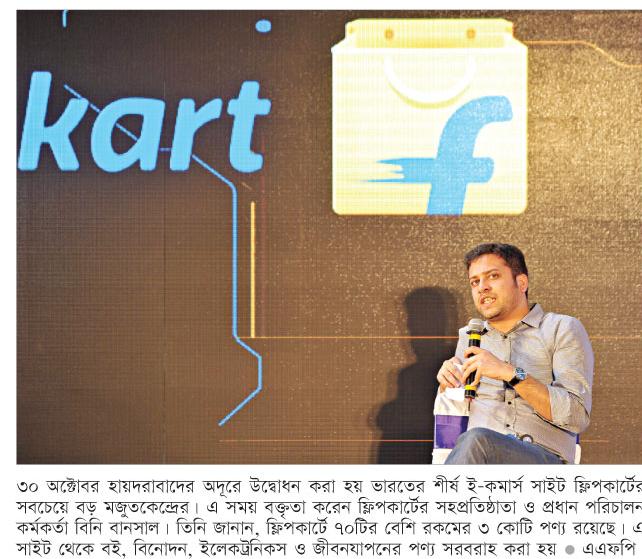 kart
f
৩০ অক্টোবর হায়দরাবাদের অদূরে উদ্বোধন করা হয় ভারতের শীর্ষ ই-কমার্স সাইট ফ্লিপকার্টের
সবচেয়ে বড় মজুতকেন্দ্রের। এ সময় বক্তৃতা করেন ফ্লিপকার্টের সহপ্রতিষ্ঠাতা ও প্রধান পরিচালন
কর্মকর্তা বিনি বানসাল। তিনি জানান, ফ্লিপকার্টে ৭০টির বেশি রকমের ৩ কোটি পণ্য রয়েছে। এ
সাইট থেকে বই, বিনোদন, ইলেকট্রনিকস ও জীবনযাপনের পণ্য সরবরাহ করা হয় ● এএফপি